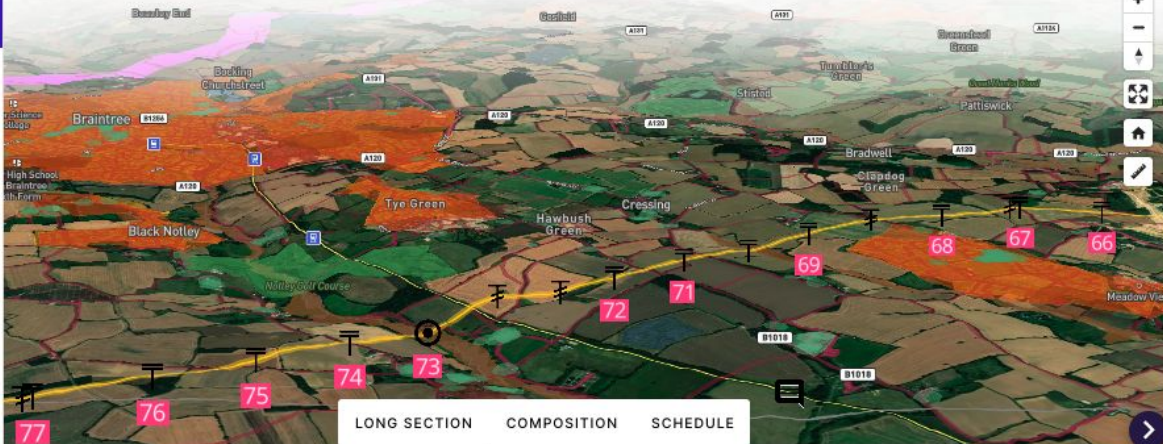 Beazley End
Gosfield
A131
A131
A1124
Greenstead
Green
Bocking
Churchstreet
A131
Tumbler's
Green
Stisted
Pattiswick
Braintree
B1256
A120
A120
A120
A120
A120
A120
Bradwell
Clapdog
Green
High School
Braintree
A120
Tye Green
Cressing
Hawbush
Green
Black Notley
Notley Golf Course
69
68
67
66
Meadow Vie
72
71
B1018
74
73
B1018
77
76
75
LONG SECTION
COMPOSITION
SCHEDULE